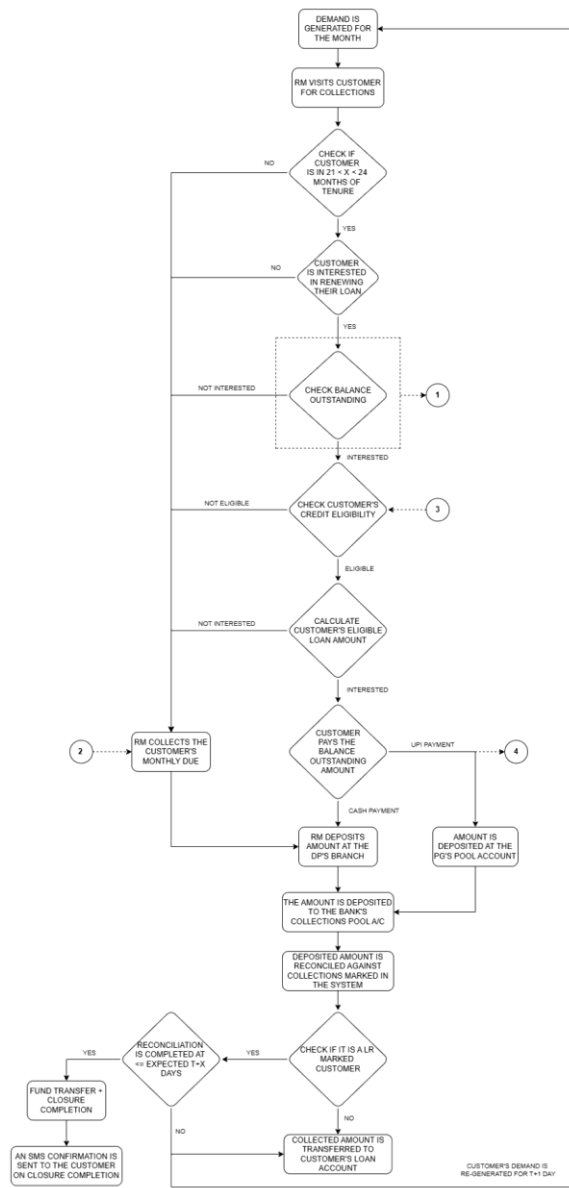 DEMAND IS
GENERATED FOR
THE MONTH
RM VISITS CUSTOMER
FOR COLLECTIONS
CHECK IF
CUSTOMER
IS IN 21 < X < 24
MONTHS OF
TENURE
NO
YES
CUSTOMER
IS INTERESTED
IN RENEWING
THEIR LOAN
NO
YES
CHECK BALANCE
OUTSTANDING
NOT INTERESTED
1
INTERESTED
CHECK CUSTOMER'S
CREDIT ELIGIBILITY
NOT ELIGIBLE
3
ELIGIBLE
CALCULATE
CUSTOMER'S ELIGIBLE
LOAN AMOUNT
NOT INTERESTED
INTERESTED
2
RM COLLECTS THE
CUSTOMER'S
MONTHLY DUE
CUSTOMER
PAYS THE
BALANCE
OUTSTANDING
AMOUNT
UPI PAYMENT
4
CASH PAYMENT
RM DEPOSITS
AMOUNT AT THE
DP'S BRANCH
AMOUNT IS
DEPOSITED AT THE
PG'S POOL ACCOUNT
THE AMOUNT IS DEPOSITED
TO THE BANK'S
COLLECTIONS POOL A/C
DEPOSITED AMOUNT IS
RECONCILED AGAINST
COLLECTIONS MARKED IN
THE SYSTEM
CHECK IF IT IS A LR
MARKED
CUSTOMER
YES
RECONCILIATION
IS COMPLETED AT
<= EXPECTED T+X
DAYS
YES
FUND TRANSFER +
CLOSURE
COMPLETION
AN SMS CONFIRMATION IS
SENT TO THE CUSTOMER
ON CLOSURE COMPLETION
NO
NO
COLLECTED AMOUNT IS
TRANSFERRED TO
CUSTOMER'S LOAN
ACCOUNT
CUSTOMER'S DEMAND IS
RE-GENERATED FOR T+1 DAY